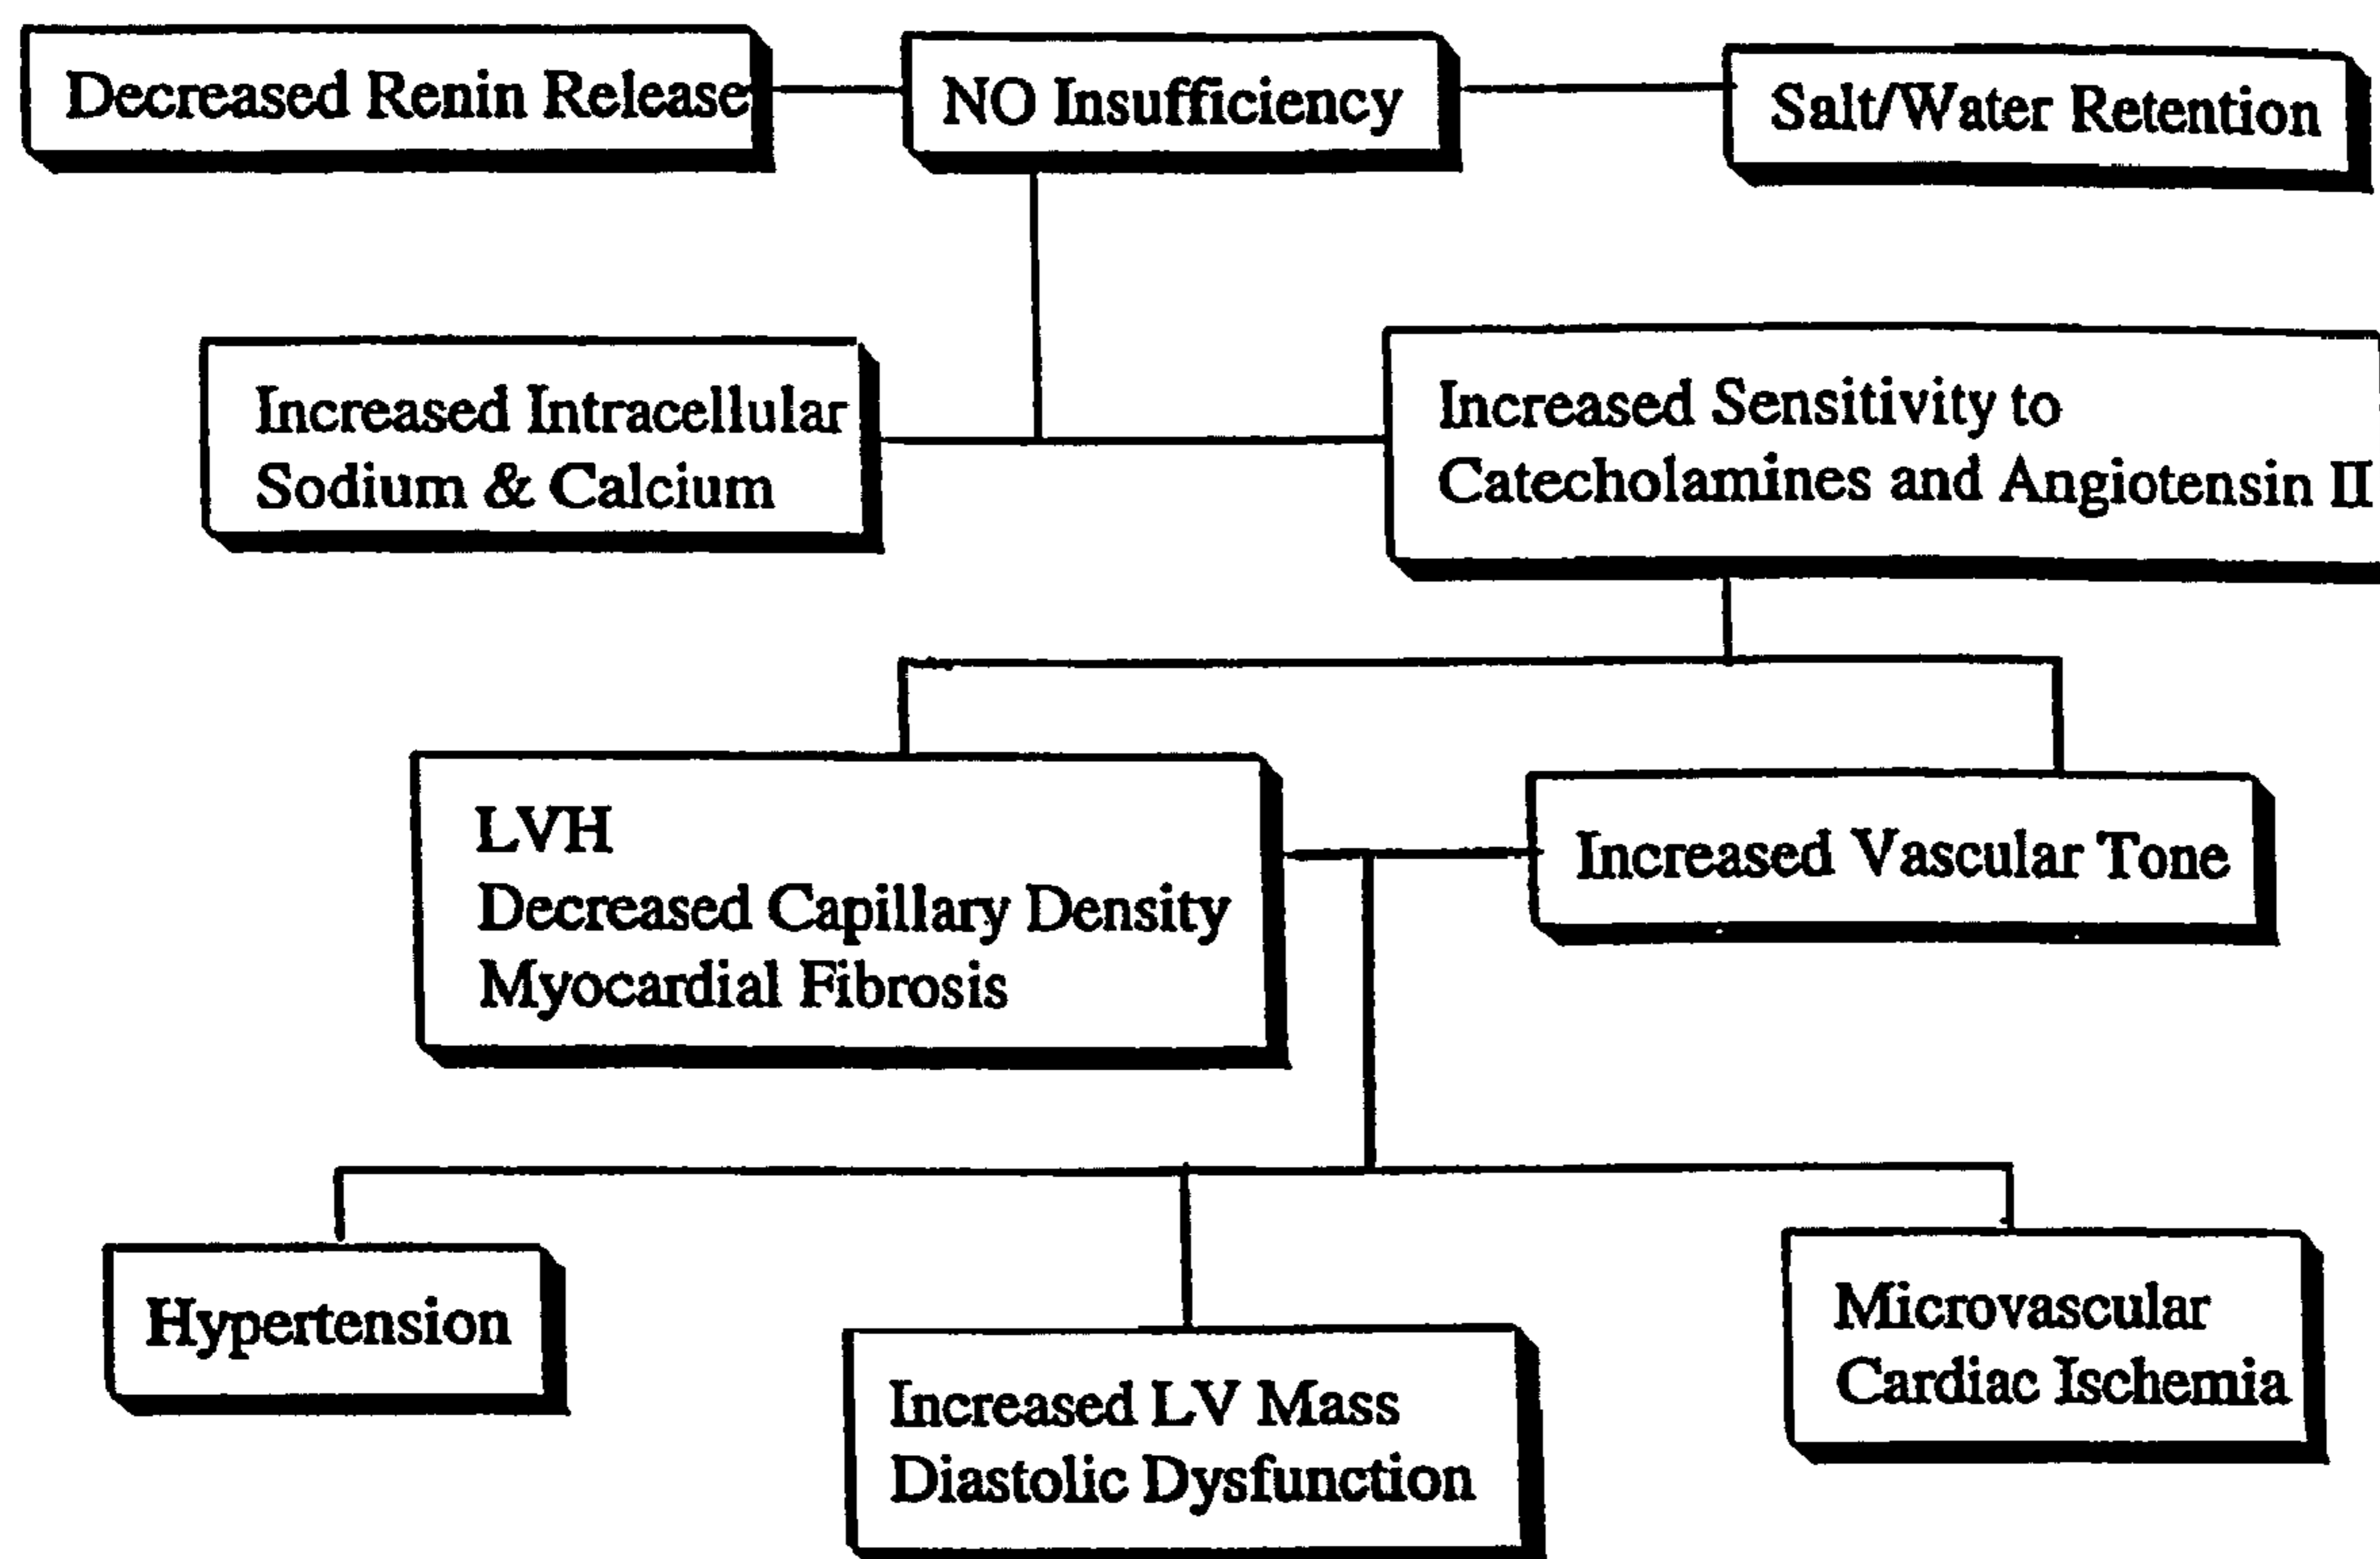 Decreased Renin Release
NO Insufficiency
Salt/Water Retention
Increased Intracellular
Sodium & Calcium
Increased Sensitivity to
Catecholamines and Angiotensin II
LVH
Decreased Capillary Density
Myocardial Fibrosis
Increased Vascular Tone
Hypertension
Increased LV Mass
Diastolic Dysfunction
Microvascular
Cardiac Ischemia